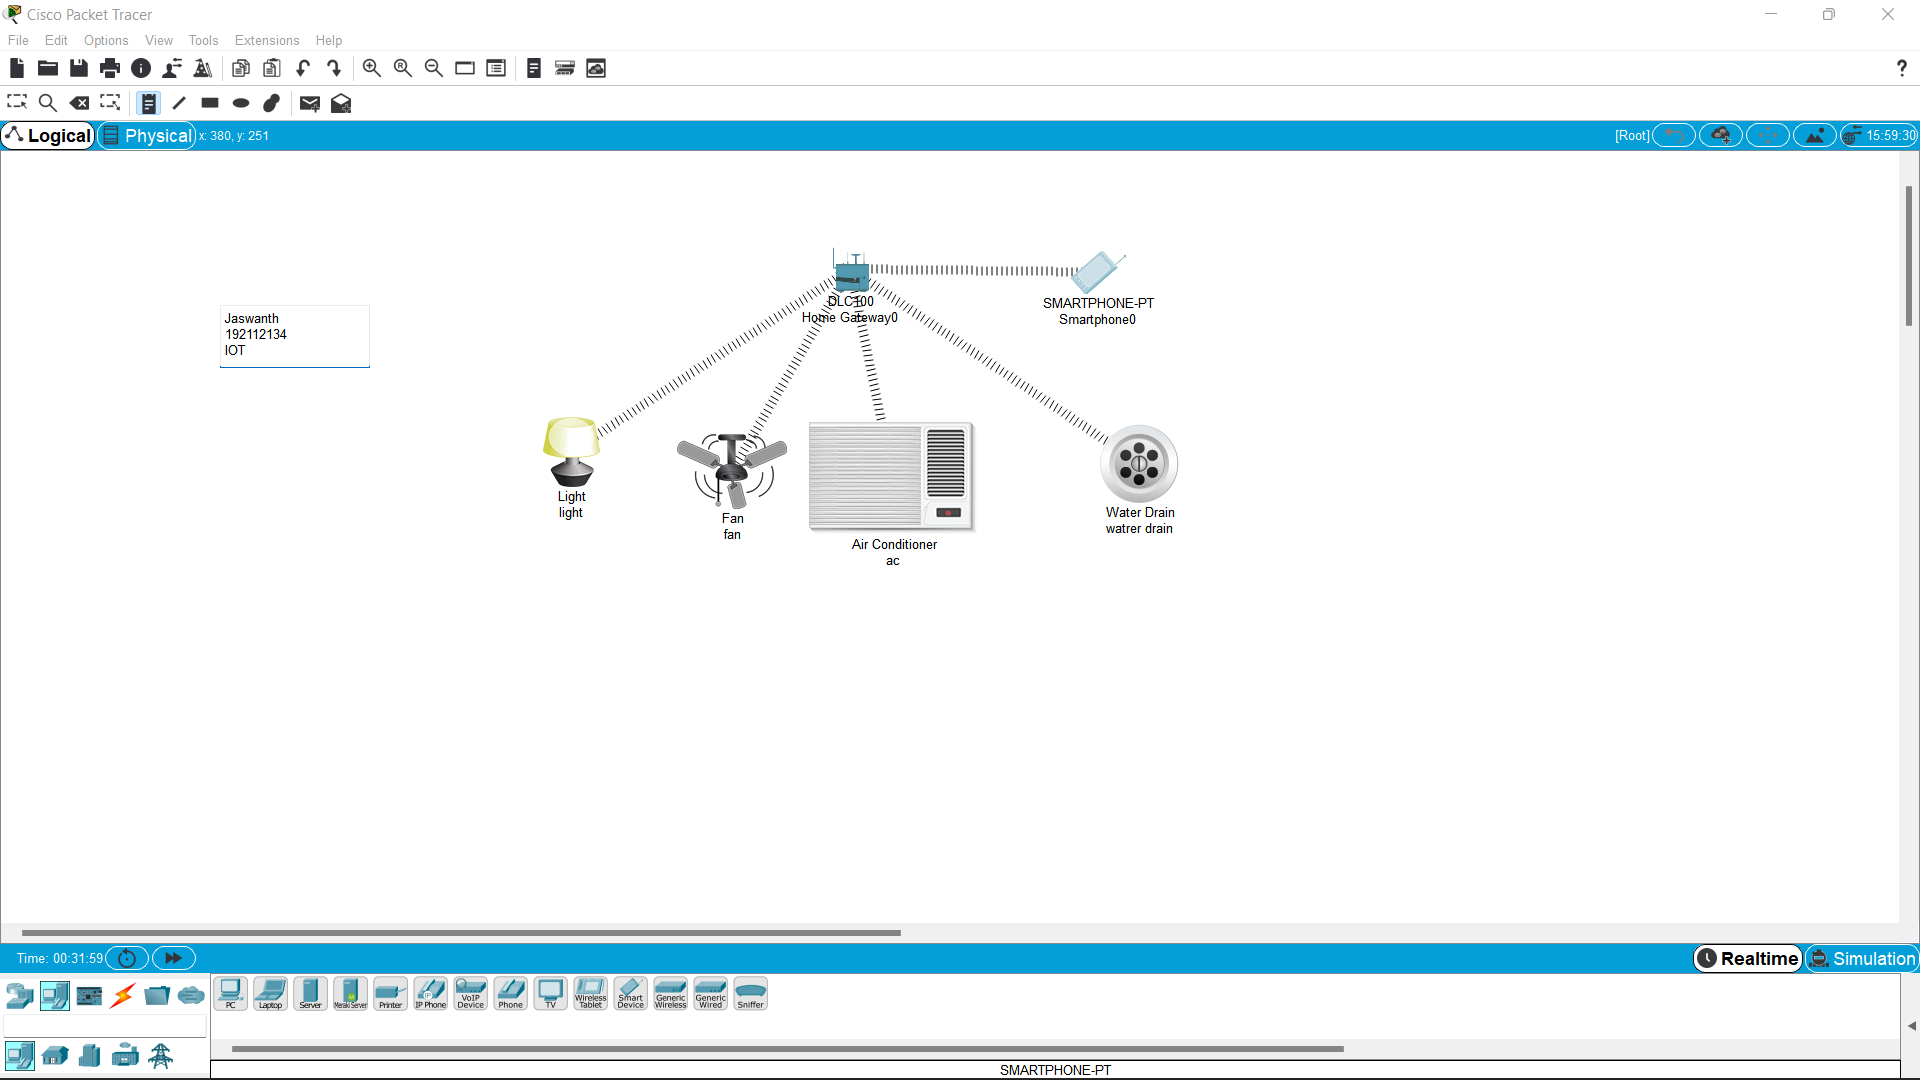 Cisco Packet Tracer
File Edit Options View Tools Extensions Help
Logical Physical x: 380, y: 251 [Root] 15:59:30
DLC100
Home Gateway0
SMARTPHONE-PT
Smartphone0
Jaswanth
192112134
IOT
Light
light
Fan
fan
Air Conditioner
ac
Water Drain
watrer drain
Time: 00:31:59 Realtime Simulation
PC Laptop Server Meraki Server Printer IP Phone VoIP Device Phone TV Wireless Tablet Smart Device Generic Wireless Generic Wired Sniffer
SMARTPHONE-PT